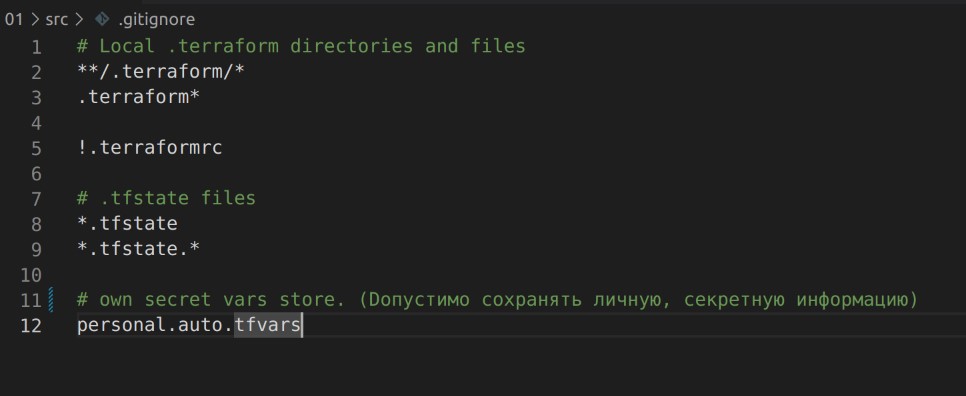 01 > src > .gitignore
1 # Local .terraform directories and files
2 **/.terraform/*
3 .terraform*
4
5 !.terraformrc
6
7 # .tfstate files
8 *.tfstate
9 *.tfstate.*
10
11 # own secret vars store. (Dопустимо сохранять личную, секретную информацию)
12 personal.auto.tfvars